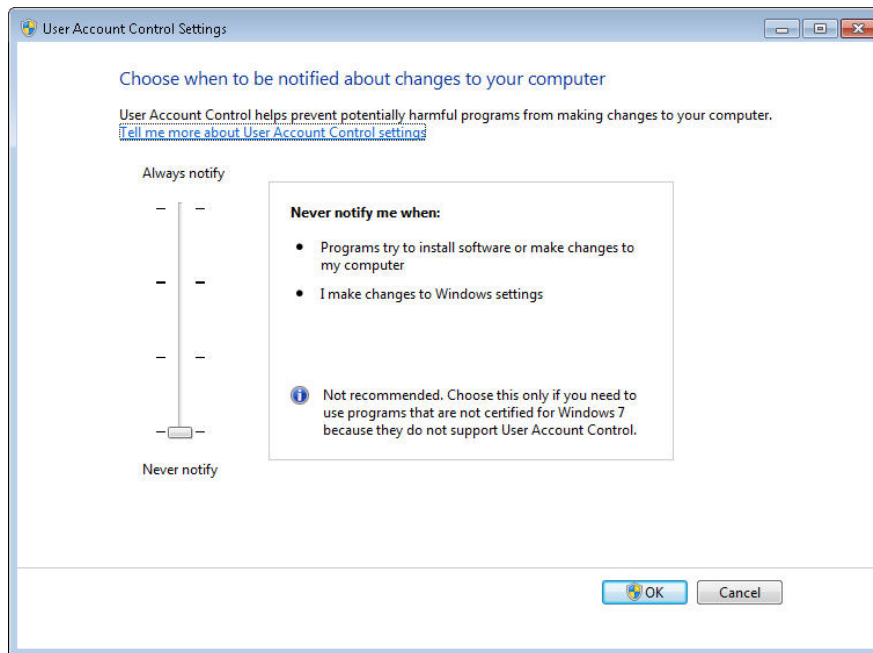 User Account Control Settings
Choose when to be notified about changes to your computer
User Account Control helps prevent potentially harmful programs from making changes to your computer.
Tell me more about User Account Control settings
Always notify
Never notify me when:
• Programs try to install software or make changes to
my computer
• I make changes to Windows settings
Not recommended. Choose this only if you need to
use programs that are not certified for Windows 7
because they do not support User Account Control.
Never notify
OK
Cancel